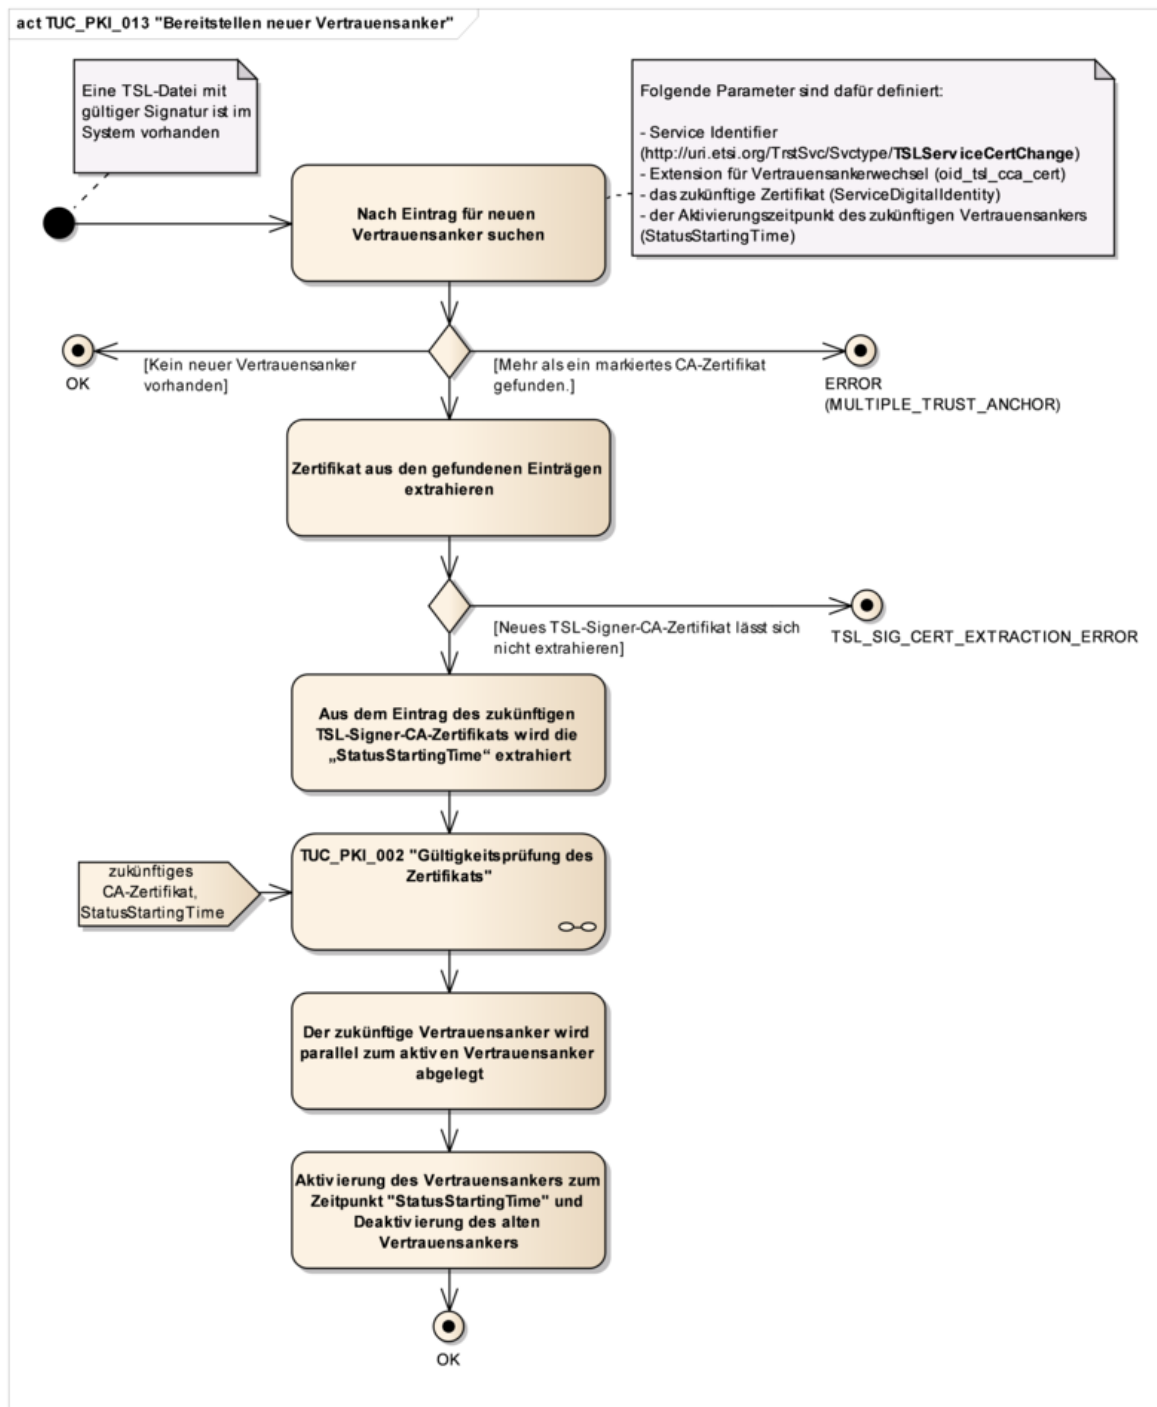 act TUC_PKI_013 "Bereitstellen neuer Vertrauensanker"
Eine TSL-Datei mit
gültiger Signatur ist im
System vorhanden
Folgende Parameter sind dafür definiert:
- Service Identifier
(http://uri.etsi.org/TrstSvc/Svctype/TSLServiceCertChange)
- Extension für Vertrauensankerwechsel (oid_tsl_cca_cert)
- das zukünftige Zertifikat (ServiceDigitalIdentity)
- der Aktivierungszeitpunkt des zukünftigen Vertrauensankers
(StatusStartingTime)
Nach Eintrag für neuen
Vertrauensanker suchen
[Kein neuer Vertrauensanker
vorhanden]
OK
[Mehr als ein markiertes CA-Zertifikat
gefunden.]
ERROR
(MULTIPLE_TRUST_ANCHOR)
Zertifikat aus den gefundenen Einträgen
extrahieren
[Neues TSL-Signer-CA-Zertifikat lässt sich
nicht extrahieren]
TSL_SIG_CERT_EXTRACTION_ERROR
Aus dem Eintrag des zukünftigen
TSL-Signer-CA-Zertifikats wird die
„StatusStartingTime“ extrahiert
zukünftiges
CA-Zertifikat,
StatusStartingTime
TUC_PKI_002 "Gültigkeitsprüfung des
Zertifikats"
Der zukünftige Vertrauensanker wird
parallel zum aktiven Vertrauensanker
abgelegt
Aktivierung des Vertrauensankers zum
Zeitpunkt "StatusStartingTime" und
Deaktivierung des alten
Vertrauensankers
OK